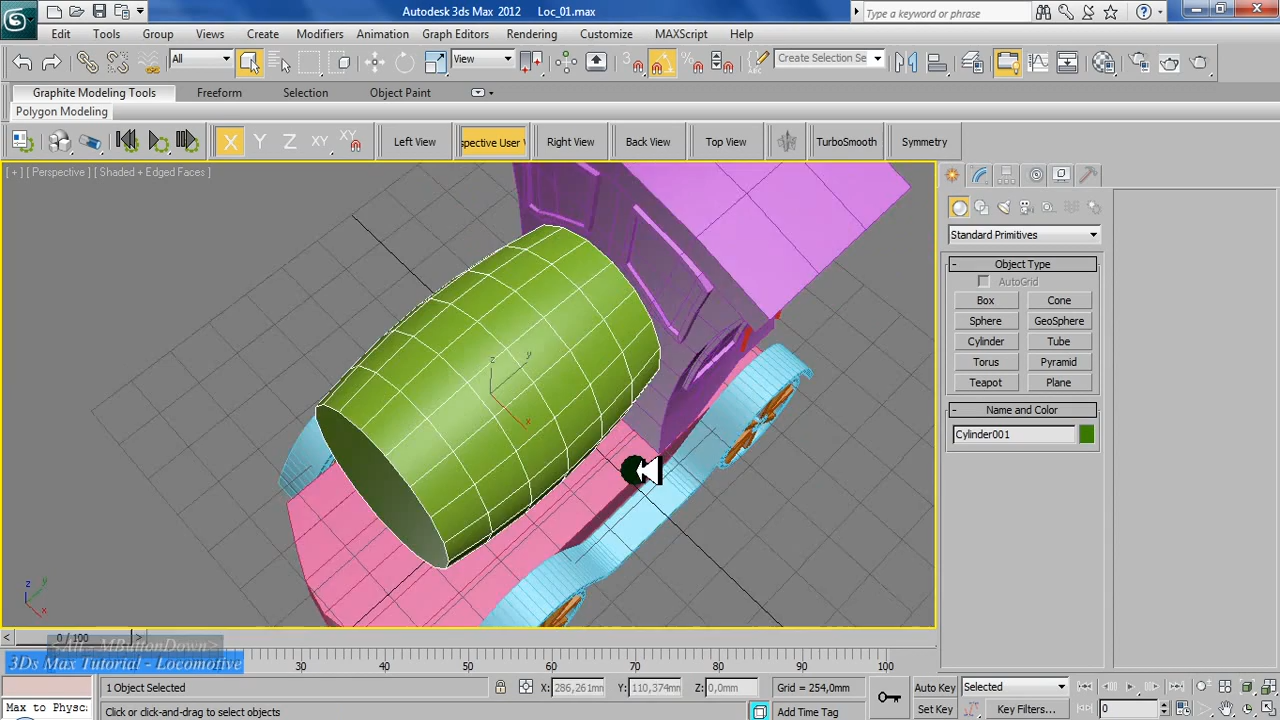 Autodesk 3ds Max 2012 Loc_01.max
Type a keyword or phrase
Edit Tools Group Views Create Modifiers Animation Graph Editors Rendering Customize MAXScript Help
All View Create Selection Se
Graphite Modeling Tools Freeform Selection Object Paint
Polygon Modeling
X Y Z XY XY Left View spective User V Right View Back View Top View TurboSmooth Symmetry
[ + ] [ Perspective ] [ Shaded + Edged Faces ]
Standard Primitives
- Object Type
AutoGrid
Box Cone
Sphere GeoSphere
Cylinder Tube
Torus Pyramid
Teapot Plane
- Name and Color
Cylinder001
z y x
z y x
< 0 / 100 >
<Alt - MButtonDown>
3Ds Max Tutorial - Locomotive
30 40 50 60 70 80 90 100
1 Object Selected X: 286,261mm Y: 110,374mm Z: 0,0mm Grid = 254,0mm Auto Key Selected
Max to Physc: Click or click-and-drag to select objects Add Time Tag Set Key Key Filters... 0